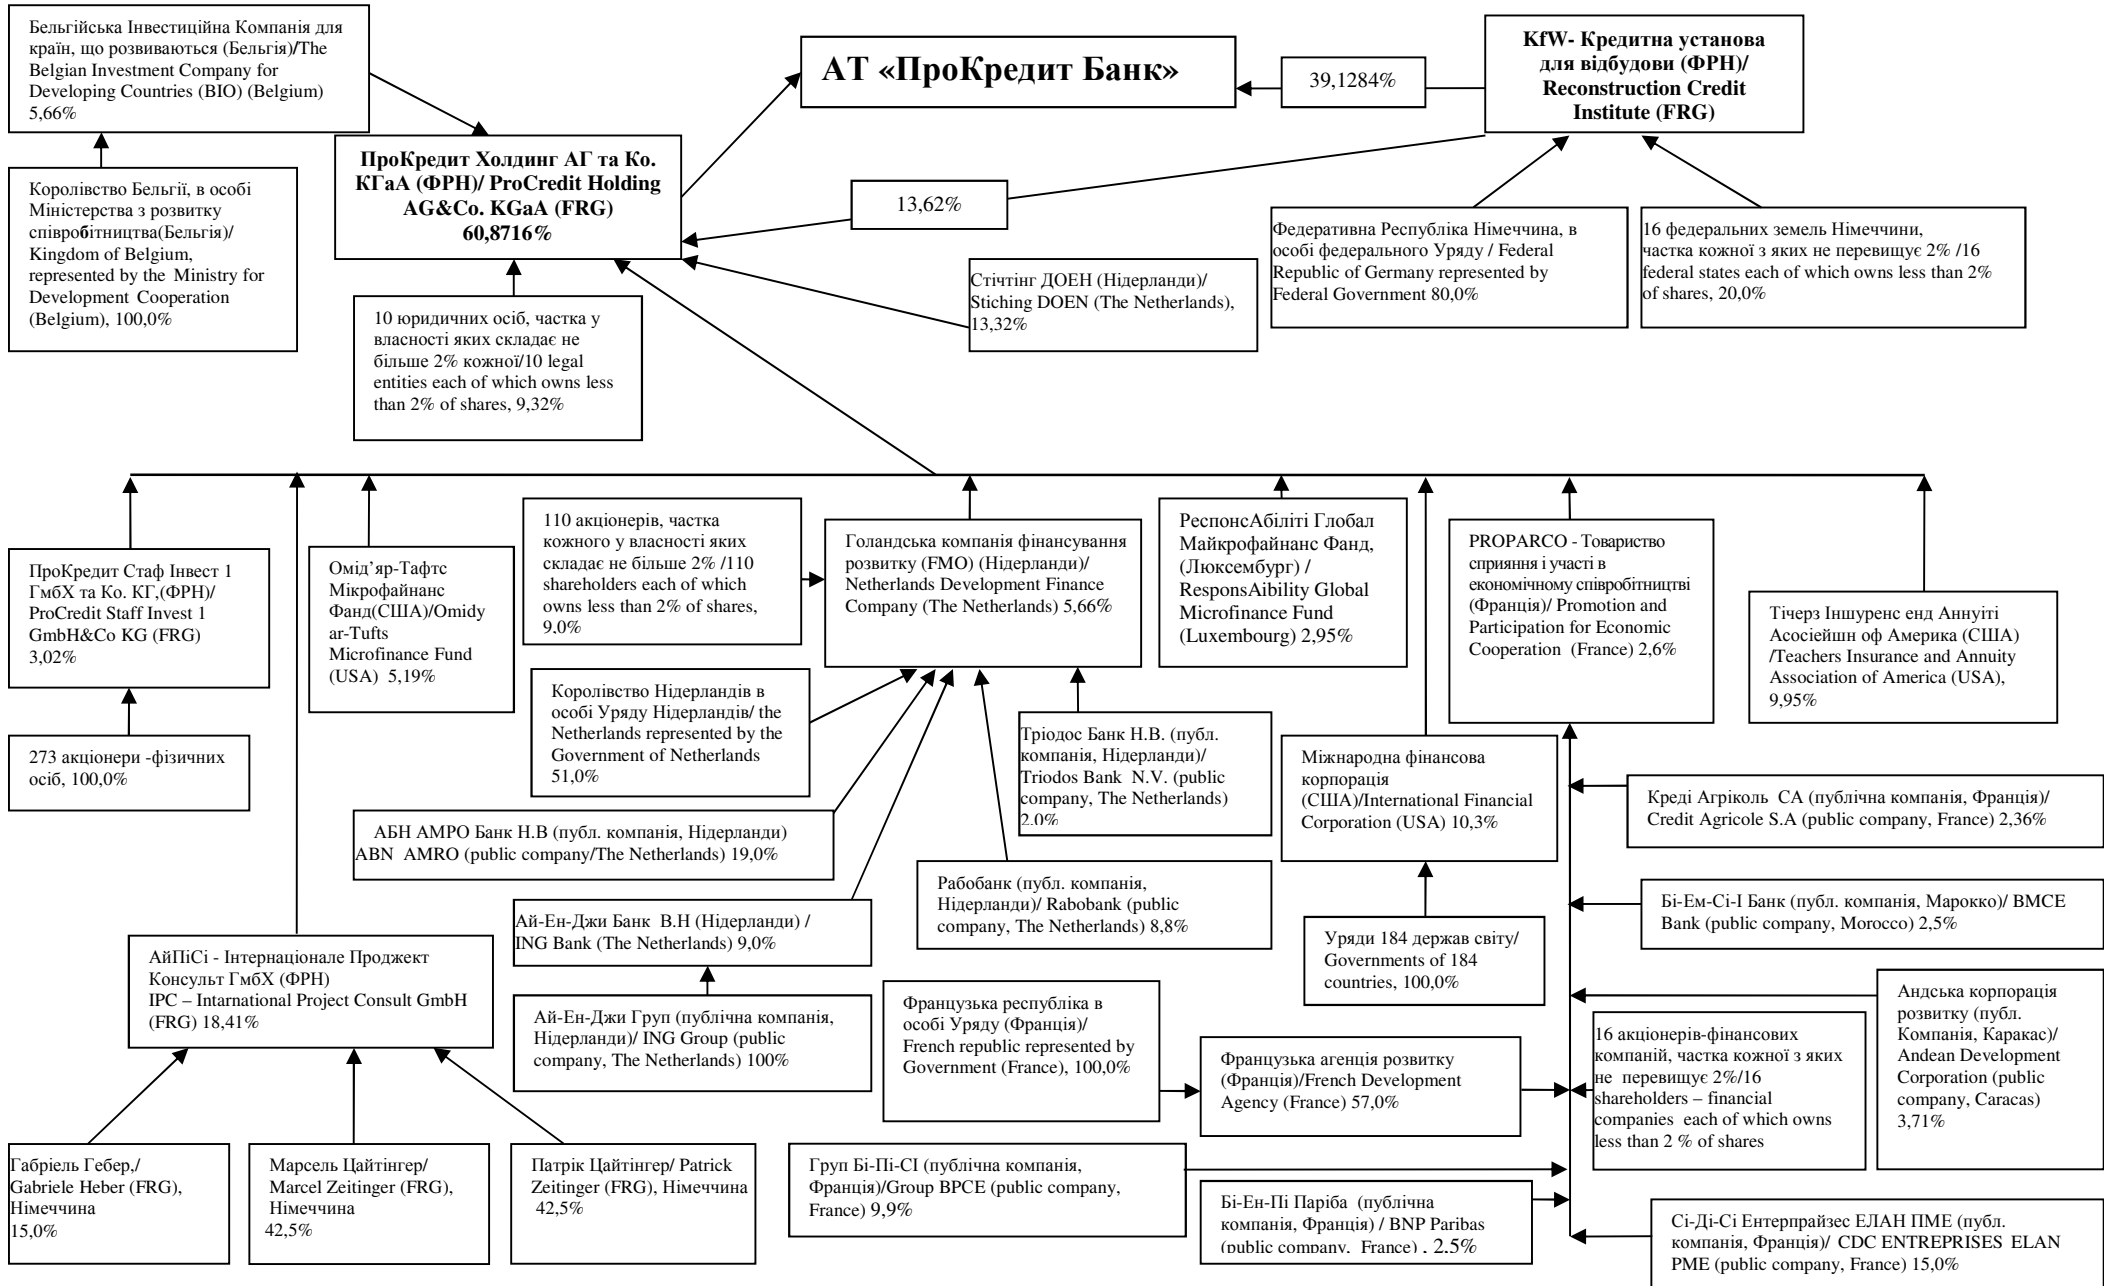 Бельгійська Інвестиційна Компанія для
країн, що розвиваються (Бельгія)/The
Belgian Investment Company for
Developing Countries (BIO) (Belgium)
5,66%
АТ «ПроКредит Банк»
39,1284%
KfW- Кредитна установа
для відбудови (ФРН)/
Reconstruction Credit
Institute (FRG)
Королівство Бельгії, в особі
Міністерства з розвитку
співробітництва(Бельгія)/
Kingdom of Belgium,
represented by the Ministry for
Development Cooperation
(Belgium), 100,0%
ПроКредит Холдинг АГ та Ко.
КГаА (ФРН)/ ProCredit Holding
AG&Co. KGaA (FRG)
60,8716%
13,62%
Федеративна Республіка Німеччина, в
особі федерального Уряду / Federal
Republic of Germany represented by
Federal Government 80,0%
16 федеральних земель Німеччини,
частка кожної з яких не перевищує 2% /16
federal states each of which owns less than 2%
of shares, 20,0%
Стічтінг ДОЕН (Нідерланди)/
Stiching DOEN (The Netherlands),
13,32%
10 юридичних осіб, частка у
власності яких складає не
більше 2% кожної/10 legal
entities each of which owns less
than 2% of shares, 9,32%
ПроКредит Стаф Інвест 1
ГмбХ та Ко. КГ,(ФРН)/
ProCredit Staff Invest 1
GmbH&Co KG (FRG)
3,02%
Омід’яр-Тафтс
Мікрофайнанс
Фанд(США)/Omidy
ar-Tufts
Microfinance Fund
(USA) 5,19%
110 акціонерів, частка
кожного у власності яких
складає не більше 2% /110
shareholders each of which
owns less than 2% of shares,
9,0%
Голандська компанія фінансування
розвитку (FMO) (Нідерланди)/
Netherlands Development Finance
Company (The Netherlands) 5,66%
РеспонсАбіліті Глобал
Майкрофайнанс Фанд,
(Люксембург) /
ResponsAibility Global
Microfinance Fund
(Luxembourg) 2,95%
PROPARCO - Товариство
сприяння і участі в
економічному співробітництві
(Франція)/ Promotion and
Participation for Economic
Cooperation (France) 2,6%
Тічерз Іншуренс енд Аннуіті
Асосіейшн оф Америка (США)
/Teachers Insurance and Annuity
Association of America (USA),
9,95%
273 акціонери -фізичних
осіб, 100,0%
Королівство Нідерландів в
особі Уряду Нідерландів/ the
Netherlands represented by the
Government of Netherlands
51,0%
Тріодос Банк Н.В. (публ.
компанія, Нідерланди)/
Triodos Bank N.V. (public
company, The Netherlands)
2.0%
Міжнародна фінансова
корпорація
(США)/International Financial
Corporation (USA) 10,3%
Креді Агріколь СА (публічна компанія, Франція)/
Credit Agricole S.A (public company, France) 2,36%
АБН АМРО Банк Н.В (публ. компанія, Нідерланди)
ABN AMRO (public company/The Netherlands) 19,0%
Рабобанк (публ. компанія,
Нідерланди)/ Rabobank (public
company, The Netherlands) 8,8%
Бі-Ем-Сі-І Банк (публ. компанія, Марокко)/ BMCE
Bank (public company, Morocco) 2,5%
Ай-Ен-Джи Банк В.Н (Нідерланди) /
ING Bank (The Netherlands) 9,0%
Уряди 184 держав світу/
Governments of 184
countries, 100,0%
АйПіСі - Інтернаціонале Проджект
Консульт ГмбХ (ФРН)
IPC – Intarnational Project Consult GmbH
(FRG) 18,41%
Ай-Ен-Джи Груп (публічна компанія,
Нідерланди)/ ING Group (public
company, The Netherlands) 100%
Французька республіка в
особі Уряду (Франція)/
French republic represented by
Government (France), 100,0%
Французька агенція розвитку
(Франція)/French Development
Agency (France) 57,0%
16 акціонерів-фінансових
компаній, частка кожної з яких
не перевищує 2%/16
shareholders – financial
companies each of which owns
less than 2 % of shares
Андська корпорація
розвитку (публ.
Компанія, Каракас)/
Andean Development
Corporation (public
company, Caracas)
3,71%
Габріель Гебер,/
Gabriele Heber (FRG),
Німеччина
15,0%
Марсель Цайтінгер/
Marcel Zeitinger (FRG),
Німеччина
42,5%
Патрік Цайтінгер/ Patrick
Zeitinger (FRG), Німеччина
42,5%
Груп Бі-Пі-СІ (публічна компанія,
Франція)/Group BPCE (public company,
France) 9,9%
Бі-Ен-Пі Паріба (публічна
компанія, Франція) / BNP Paribas
(public company, France) , 2,5%
Сі-Ді-Сі Ентерпрайзес ЕЛАН ПМЕ (публ.
компанія, Франція)/ CDC ENTREPRISES ELAN
PME (public company, France) 15,0%